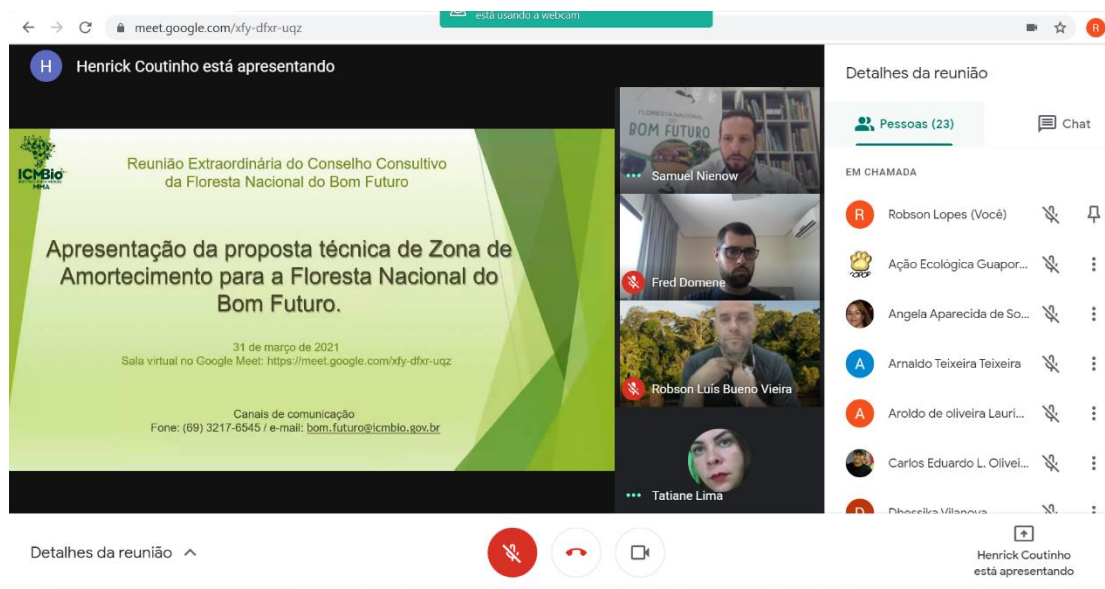 está usando a webcam
meet.google.com/xfy-dfxr-uqz
R
H
Henrick Coutinho está apresentando
ICMBio
MMA
Reunião Extraordinária do Conselho Consultivo
da Floresta Nacional do Bom Futuro
Apresentação da proposta técnica de Zona de
Amortecimento para a Floresta Nacional do
Bom Futuro.
31 de março de 2021
Sala virtual no Google Meet: https://meet.google.com/xfy-dfxr-uqz
Canais de comunicação
Fone: (69) 3217-6545 / e-mail: bom.futuro@icmbio.gov.br
FLORESTA NACIONAL
DO
BOM FUTURO
Samuel Nienow
Fred Domene
Robson Luís Bueno Vieira
Tatiane Lima
Detalhes da reunião
Pessoas (23)
Chat
EM CHAMADA
R
Robson Lopes (Você)
Ação Ecológica Guapor...
Angela Aparecida de So...
A
Arnaldo Teixeira Teixeira
A
Aroldo de oliveira Lauri...
Carlos Eduardo L. Olivei...
D
Dhessika Vilanova
Detalhes da reunião
Henrick Coutinho
está apresentando